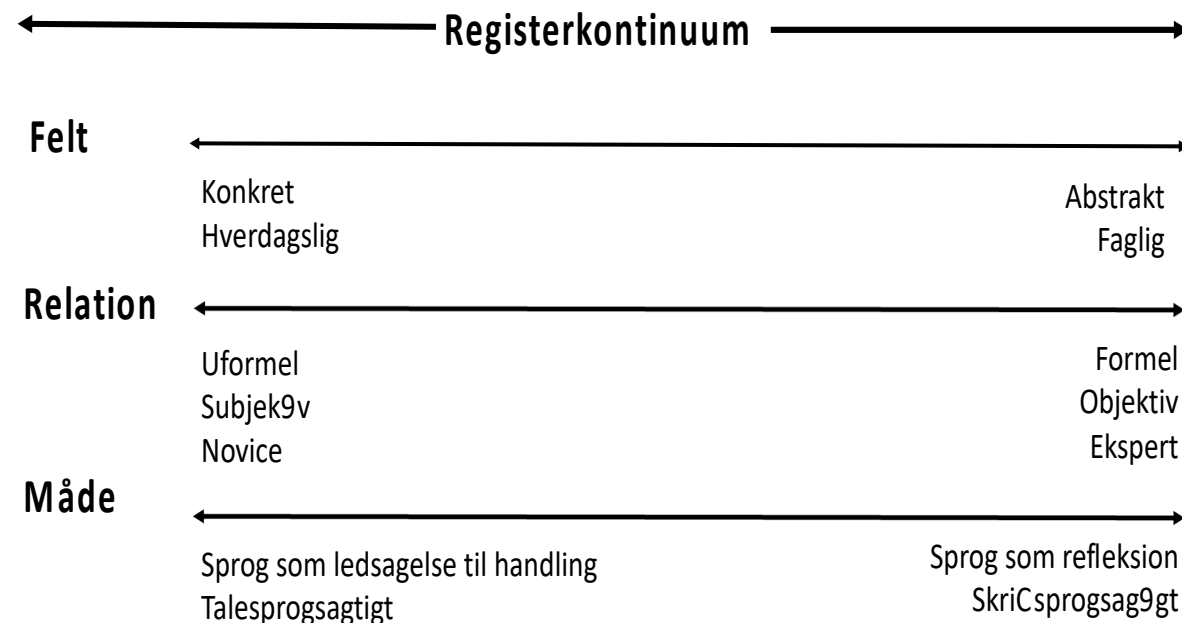 Registerkontinuum
Felt
Konkret
Abstrakt
Hverdagslig
Faglig
Relation
Uformel
Formel
Subjek9v
Objektiv
Novice
Ekspert
Måde
Sprog som ledsagelse til handling
Sprog som refleksion
Talesprogsagtigt
SkriCsprogsag9gt